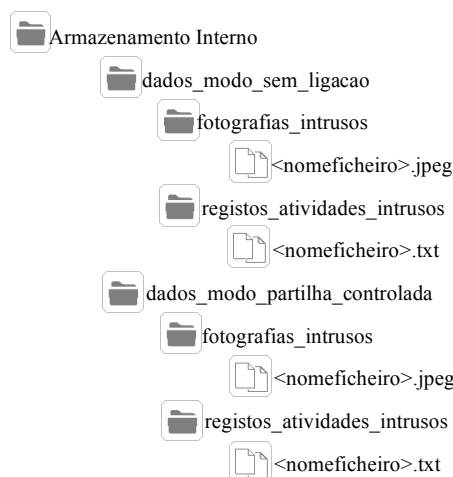 Armazenamento Interno
dados_modo_sem_ligacao
fotografias_intrusos
<nomeficheiro>.jpeg
registos_atividades_intrusos
<nomeficheiro>.txt
dados_modo_partilha_controlada
fotografias_intrusos
<nomeficheiro>.jpeg
registos_atividades_intrusos
<nomeficheiro>.txt